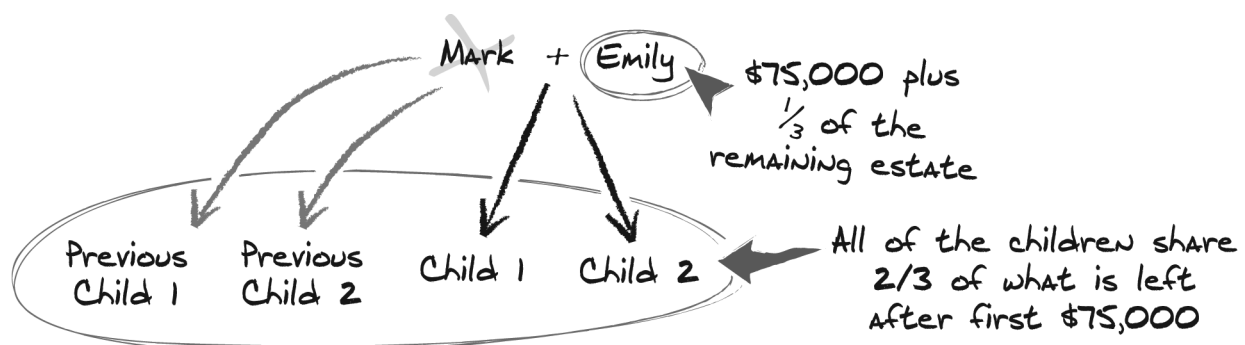 Mark + Emily
$75,000 plus
1/3 of the
remaining estate
Previous
Child 1
Previous
Child 2
Child 1
Child 2
All of the children share
2/3 of what is left
after first $75,000